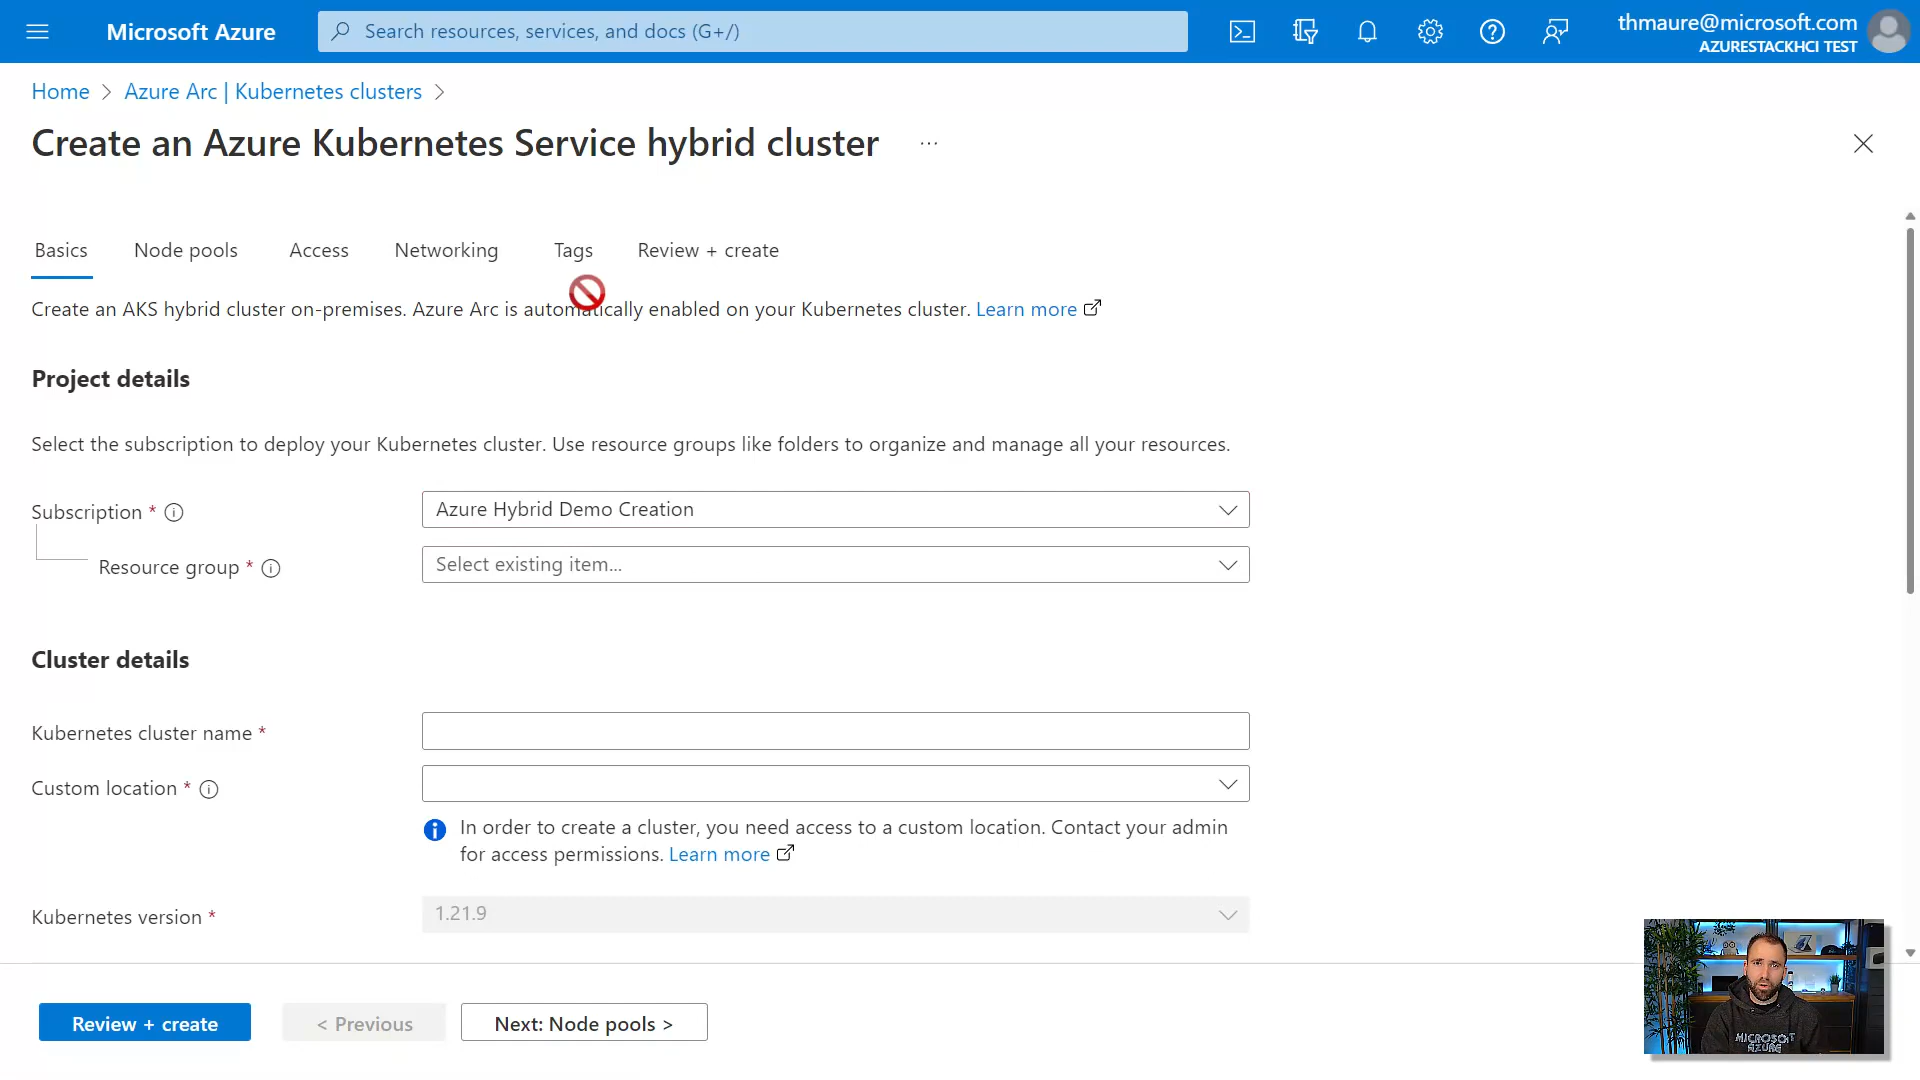 Microsoft Azure
Search resources, services, and docs (G+/)
thmaure@microsoft.com
AZURESTACKHCI TEST
Home
Azure Arc | Kubernetes clusters
Create an Azure Kubernetes Service hybrid cluster ...
Basics
Node pools
Access
Networking
Tags
Review + create
Create an AKS hybrid cluster on-premises. Azure Arc is automatically enabled on your Kubernetes cluster. Learn more
Project details
Select the subscription to deploy your Kubernetes cluster. Use resource groups like folders to organize and manage all your resources.
Subscription *
Azure Hybrid Demo Creation
Resource group *
Select existing item...
Cluster details
Kubernetes cluster name *
Custom location *
In order to create a cluster, you need access to a custom location. Contact your admin
for access permissions. Learn more
Kubernetes version *
1.21.9
Review + create
< Previous
Next: Node pools >
MICROSOFT
AZURE